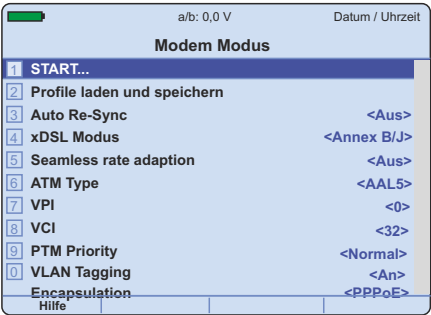 a/b: 0,0 V Datum / Uhrzeit
Modem Modus
1 START...
2 Profile laden und speichern
3 Auto Re-Sync <Aus>
4 xDSL Modus <Annex B/J>
5 Seamless rate adaption <Aus>
6 ATM Type <AAL5>
7 VPI <0>
8 VCI <32>
9 PTM Priority <Normal>
0 VLAN Tagging <An>
Encapsulation <PPPoE>
Hilfe